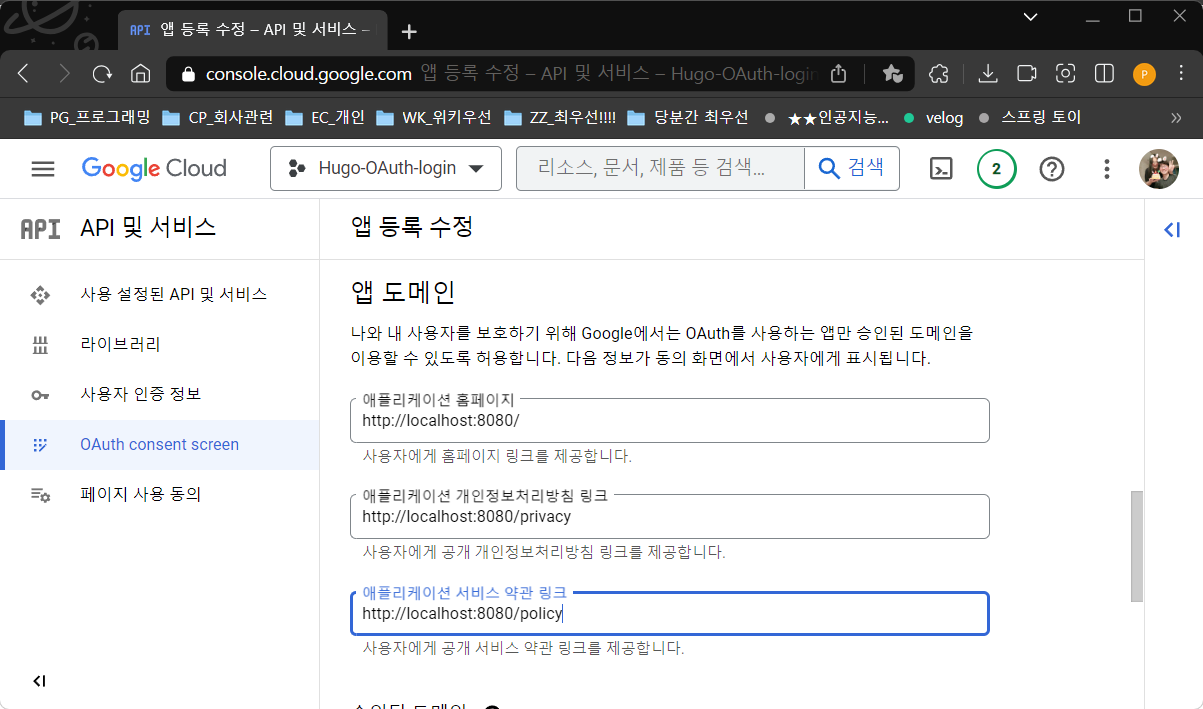 API 앱 등록 수정 – API 및 서비스 –
console.cloud.google.com 앱 등록 수정 – API 및 서비스 – Hugo-OAuth-login
P
PG_프로그래밍 CP_회사관련 EC_개인 WK_위키우선 ZZ_최우선!!!! 당분간 최우선 ★★인공지능... velog 스프링 토이 »
Google Cloud Hugo-OAuth-login 리소스, 문서, 제품 등 검색... 검색 2
API API 및 서비스
앱 등록 수정
사용 설정된 API 및 서비스
라이브러리
사용자 인증 정보
OAuth consent screen
페이지 사용 동의
앱 도메인
나와 내 사용자를 보호하기 위해 Google에서는 OAuth를 사용하는 앱만 승인된 도메인을
이용할 수 있도록 허용합니다. 다음 정보가 동의 화면에서 사용자에게 표시됩니다.
애플리케이션 홈페이지
http://localhost:8080/
사용자에게 홈페이지 링크를 제공합니다.
애플리케이션 개인정보처리방침 링크
http://localhost:8080/privacy
사용자에게 공개 개인정보처리방침 링크를 제공합니다.
애플리케이션 서비스 약관 링크
http://localhost:8080/policy
사용자에게 공개 서비스 약관 링크를 제공합니다.